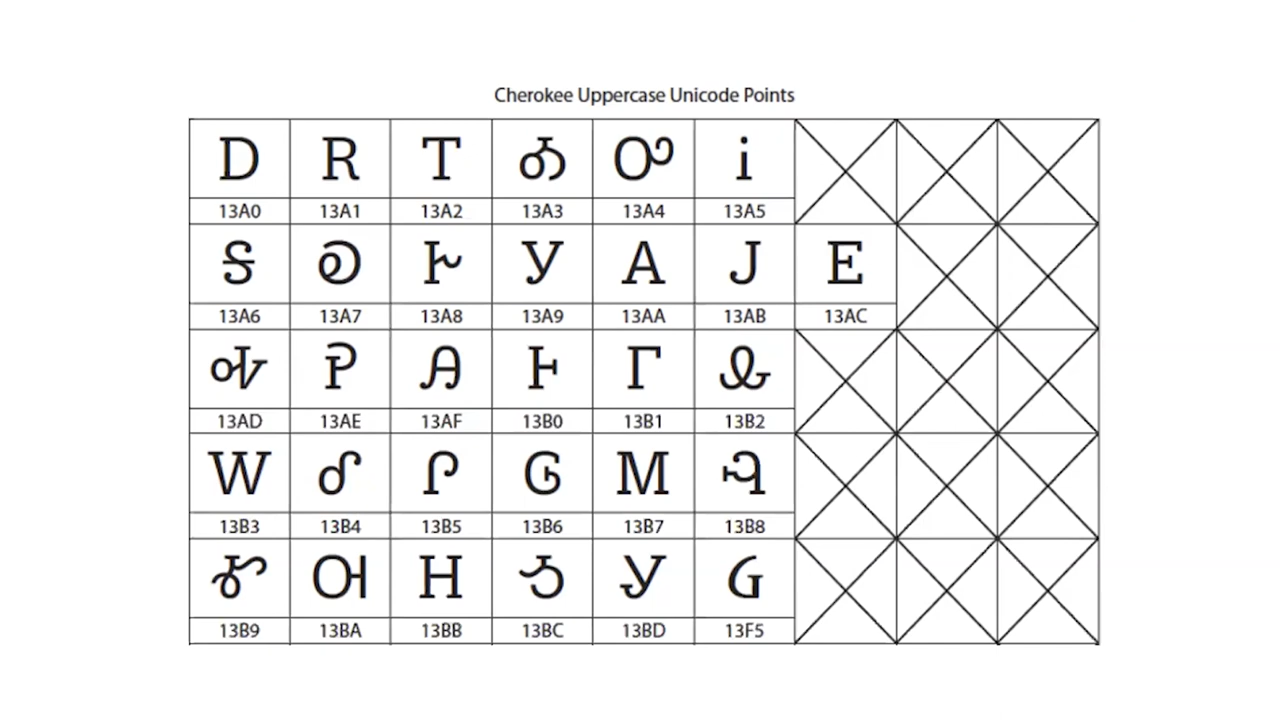 Cherokee Uppercase Unicode Points
Ꭰ Ꭱ Ꭲ Ꭳ Ꭴ Ꭵ
13A0 13A1 13A2 13A3 13A4 13A5
Ꭶ Ꭷ Ꭸ Ꭹ Ꭺ Ꭻ Ꭼ
13A6 13A7 13A8 13A9 13AA 13AB 13AC
Ꭽ Ꭾ Ꭿ Ꮀ Ꮁ Ꮂ
13AD 13AE 13AF 13B0 13B1 13B2
Ꮃ Ꮄ Ꮅ Ꮆ Ꮇ Ꮈ
13B3 13B4 13B5 13B6 13B7 13B8
Ꮉ Ꮊ Ꮋ Ꮌ Ꮍ Ᏽ
13B9 13BA 13BB 13BC 13BD 13F5